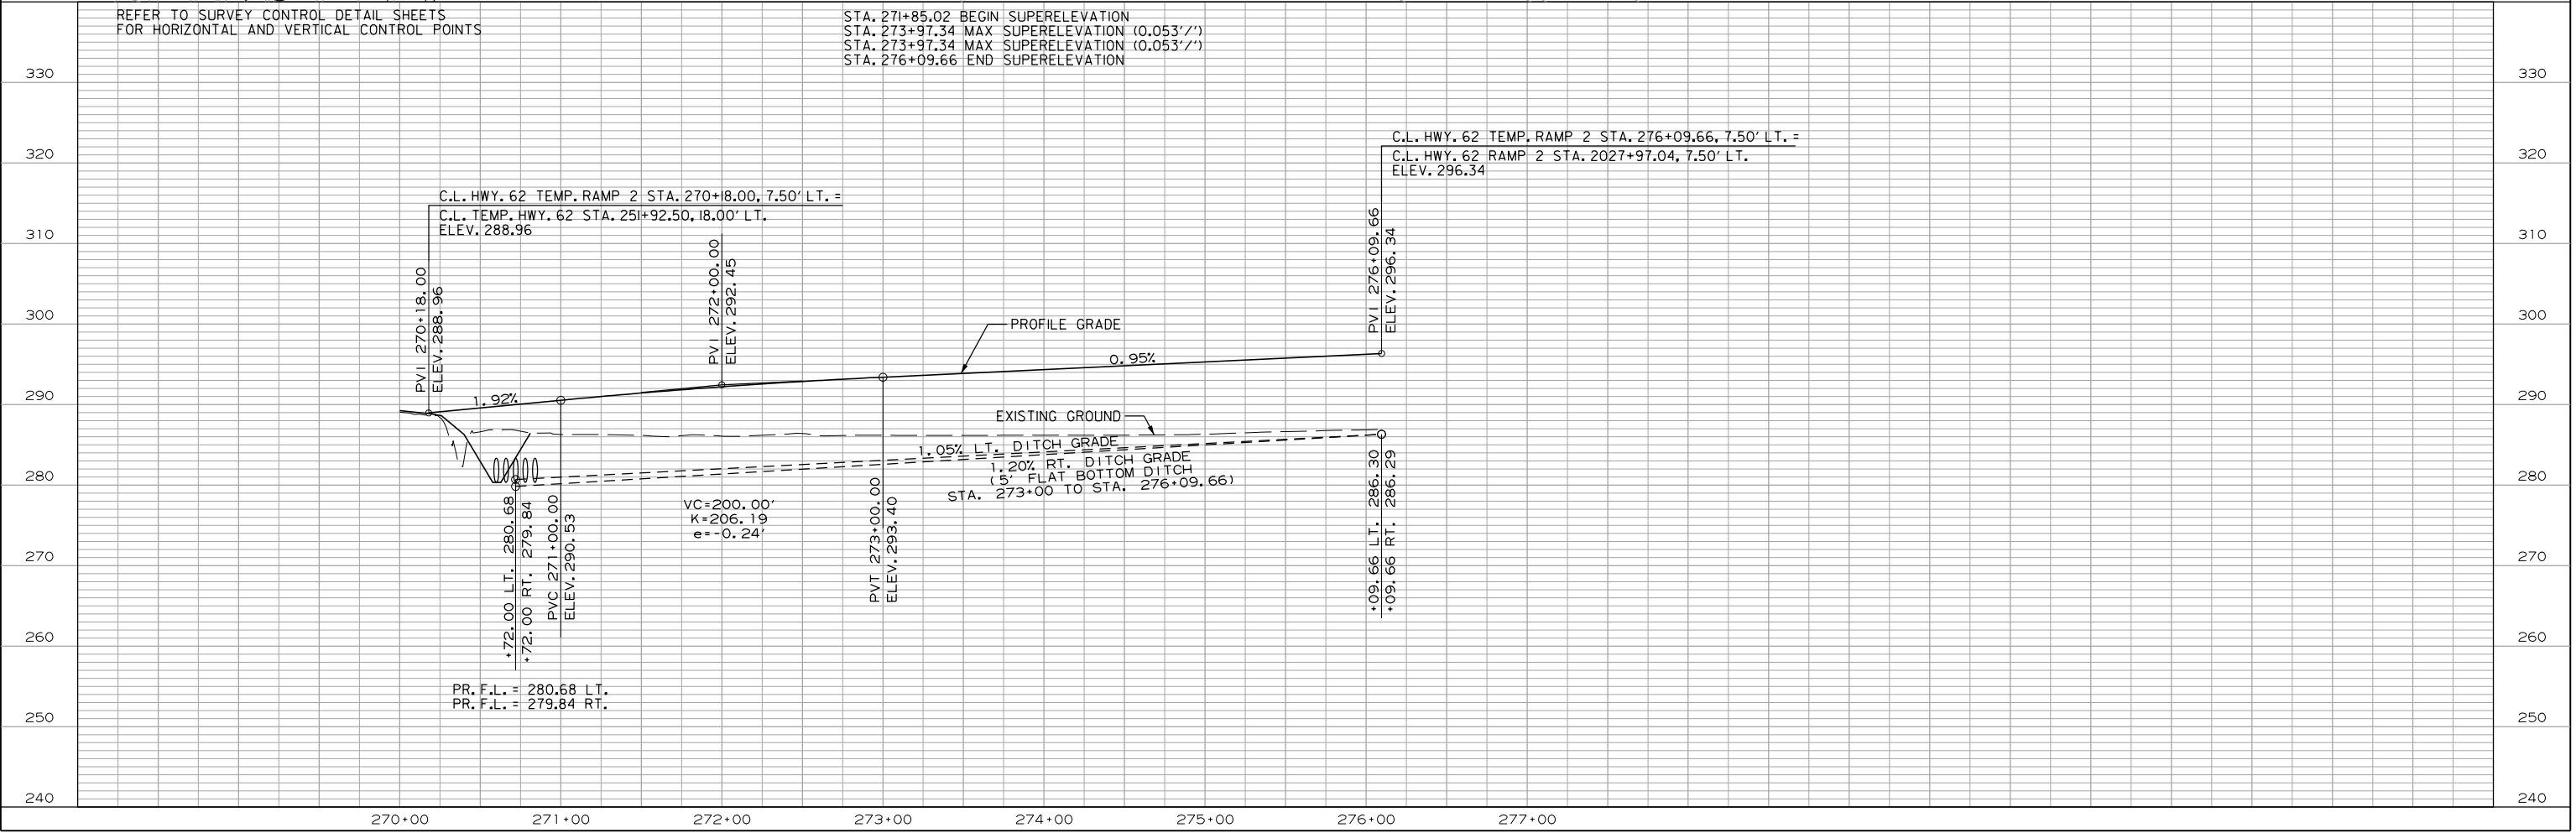 REFER TO SURVEY CONTROL DETAIL SHEETS
FOR HORIZONTAL AND VERTICAL CONTROL POINTS
STA. 271+85.02 BEGIN SUPERELEVATION
STA. 273+97.34 MAX SUPERELEVATION (0.053'/')
STA. 273+97.34 MAX SUPERELEVATION (0.053'/')
STA. 276+09.66 END SUPERELEVATION
330
330
320
320
310
310
300
300
290
290
280
280
270
270
260
260
250
250
240
240
C.L. HWY. 62 TEMP. RAMP 2 STA. 270+18.00, 7.50' LT. =
C.L. TEMP. HWY. 62 STA. 251+92.50, 18.00' LT.
ELEV. 288.96
C.L. HWY. 62 TEMP. RAMP 2 STA. 276+09.66, 7.50' LT. =
C.L. HWY. 62 RAMP 2 STA. 2027+97.04, 7.50' LT.
ELEV. 296.34
PVI 270+18.00
ELEV. 288.96
PVI 272+00.00
ELEV. 292.45
PVI 276+09.66
ELEV. 296.34
PROFILE GRADE
0.95%
1.92%
EXISTING GROUND
1.05% LT. DITCH GRADE
1.20% RT. DITCH GRADE
(5' FLAT BOTTOM DITCH
STA. 273+00 TO STA. 276+09.66)
VC=200.00'
K=206.19
e=-0.24'
+72.00 LT. 280.68
+72.00 RT. 279.84
PVC 271+00.00
ELEV. 290.53
PVT 273+00.00
ELEV. 293.40
+09.66 LT. 286.30
+09.66 RT. 286.29
PR. F.L. = 280.68 LT.
PR. F.L. = 279.84 RT.
270+00
271+00
272+00
273+00
274+00
275+00
276+00
277+00